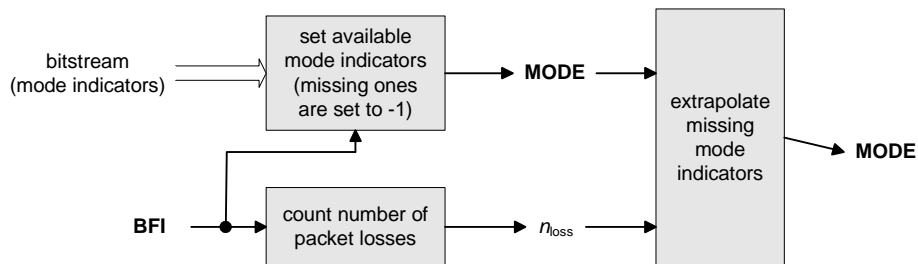 bitstream
(mode indicators)
set available
mode indicators
(missing ones
are set to -1)
MODE
extrapolate
missing
mode
indicators
MODE
BFI
count number of
packet losses
nloss